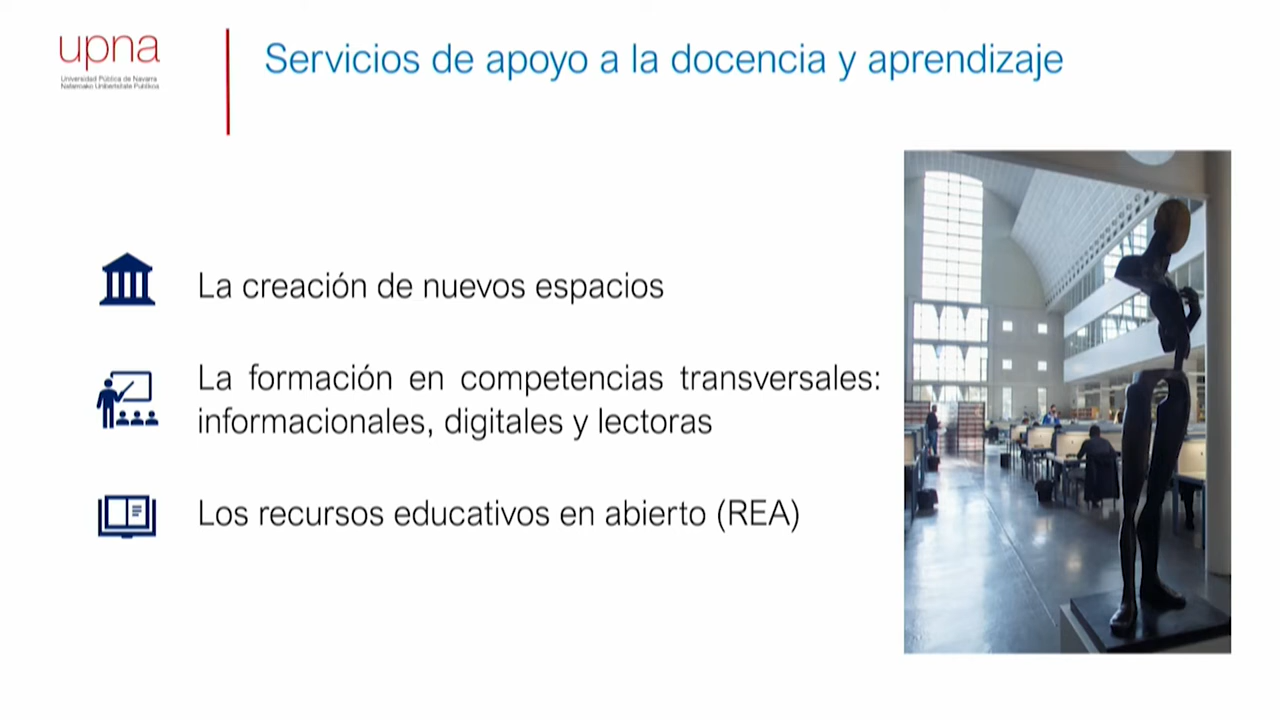 upna
Universidad Pública de Navarra
Nafarroako Unibertsitate Publikoa
Servicios de apoyo a la docencia y aprendizaje
La creación de nuevos espacios
La formación en competencias transversales:
informacionales, digitales y lectoras
Los recursos educativos en abierto (REA)